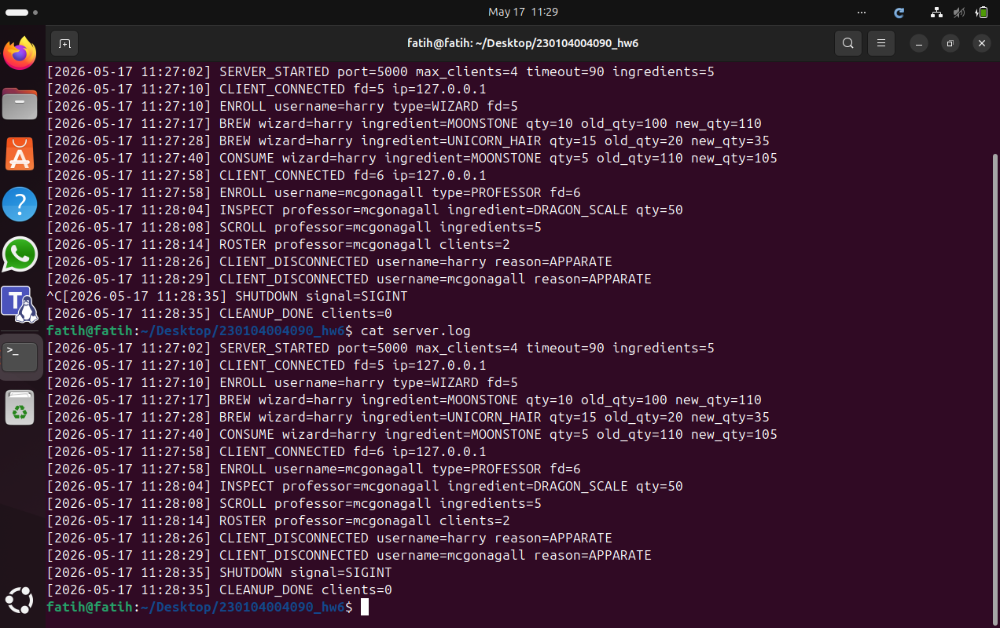 May 17 11:29
fatih@fatih: ~/Desktop/230104004090_hw6
[2026-05-17 11:27:02] SERVER_STARTED port=5000 max_clients=4 timeout=90 ingredients=5
[2026-05-17 11:27:10] CLIENT_CONNECTED fd=5 ip=127.0.0.1
[2026-05-17 11:27:10] ENROLL username=harry type=WIZARD fd=5
[2026-05-17 11:27:17] BREW wizard=harry ingredient=MOONSTONE qty=10 old_qty=100 new_qty=110
[2026-05-17 11:27:28] BREW wizard=harry ingredient=UNICORN_HAIR qty=15 old_qty=20 new_qty=35
[2026-05-17 11:27:40] CONSUME wizard=harry ingredient=MOONSTONE qty=5 old_qty=110 new_qty=105
[2026-05-17 11:27:58] CLIENT_CONNECTED fd=6 ip=127.0.0.1
[2026-05-17 11:27:58] ENROLL username=mcgonagall type=PROFESSOR fd=6
[2026-05-17 11:28:04] INSPECT professor=mcgonagall ingredient=DRAGON_SCALE qty=50
[2026-05-17 11:28:08] SCROLL professor=mcgonagall ingredients=5
[2026-05-17 11:28:14] ROSTER professor=mcgonagall clients=2
[2026-05-17 11:28:26] CLIENT_DISCONNECTED username=harry reason=APPARATE
[2026-05-17 11:28:29] CLIENT_DISCONNECTED username=mcgonagall reason=APPARATE
^C[2026-05-17 11:28:35] SHUTDOWN signal=SIGINT
[2026-05-17 11:28:35] CLEANUP_DONE clients=0
fatih@fatih:~/Desktop/230104004090_hw6$ cat server.log
[2026-05-17 11:27:02] SERVER_STARTED port=5000 max_clients=4 timeout=90 ingredients=5
[2026-05-17 11:27:10] CLIENT_CONNECTED fd=5 ip=127.0.0.1
[2026-05-17 11:27:10] ENROLL username=harry type=WIZARD fd=5
[2026-05-17 11:27:17] BREW wizard=harry ingredient=MOONSTONE qty=10 old_qty=100 new_qty=110
[2026-05-17 11:27:28] BREW wizard=harry ingredient=UNICORN_HAIR qty=15 old_qty=20 new_qty=35
[2026-05-17 11:27:40] CONSUME wizard=harry ingredient=MOONSTONE qty=5 old_qty=110 new_qty=105
[2026-05-17 11:27:58] CLIENT_CONNECTED fd=6 ip=127.0.0.1
[2026-05-17 11:27:58] ENROLL username=mcgonagall type=PROFESSOR fd=6
[2026-05-17 11:28:04] INSPECT professor=mcgonagall ingredient=DRAGON_SCALE qty=50
[2026-05-17 11:28:08] SCROLL professor=mcgonagall ingredients=5
[2026-05-17 11:28:14] ROSTER professor=mcgonagall clients=2
[2026-05-17 11:28:26] CLIENT_DISCONNECTED username=harry reason=APPARATE
[2026-05-17 11:28:29] CLIENT_DISCONNECTED username=mcgonagall reason=APPARATE
[2026-05-17 11:28:35] SHUTDOWN signal=SIGINT
[2026-05-17 11:28:35] CLEANUP_DONE clients=0
fatih@fatih:~/Desktop/230104004090_hw6$